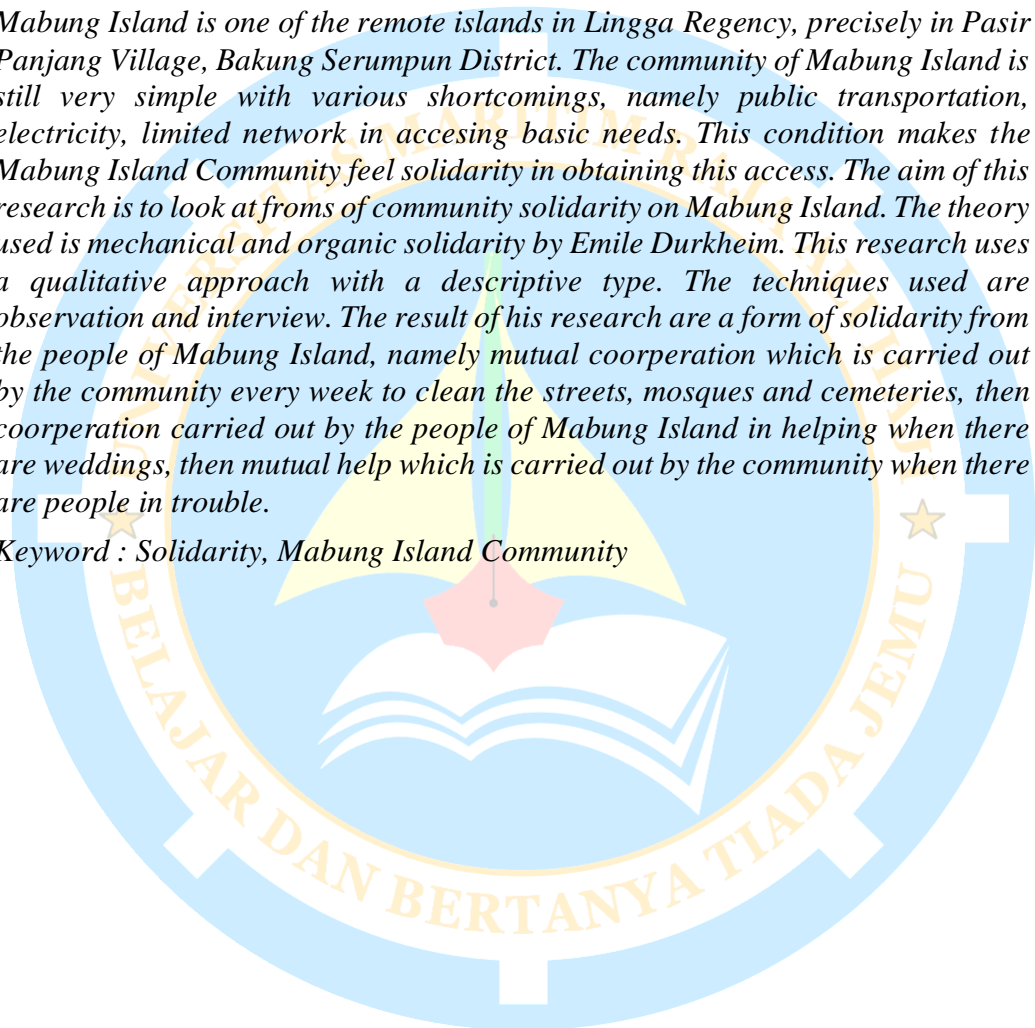 Mabung Island is one of the remote islands in Lingga Regency, precisely in Pasir
Panjang Village, Bakung Serumpun District. The community of Mabung Island is
still very simple with various shortcomings, namely public transportation,
electricity, limited network in accesing basic needs. This condition makes the
Mabung Island Community feel solidarity in obtaining this access. The aim of this
research is to look at froms of community solidarity on Mabung Island. The theory
used is mechanical and organic solidarity by Emile Durkheim. This research uses
a qualitative approach with a descriptive type. The techniques used are
observation and interview. The result of his research are a form of solidarity from
the people of Mabung Island, namely mutual coorperation which is carried out
by the community every week to clean the streets, mosques and cemeteries, then
coorperation carried out by the people of Mabung Island in helping when there
are weddings, then mutual help which is carried out by the community when there
are people in trouble.
Keyword : Solidarity, Mabung Island Community
UNIVERSITAS MARITIM RAJA ALI HAJI
BELAJAR DAN BERTANYA TIADA JEMU